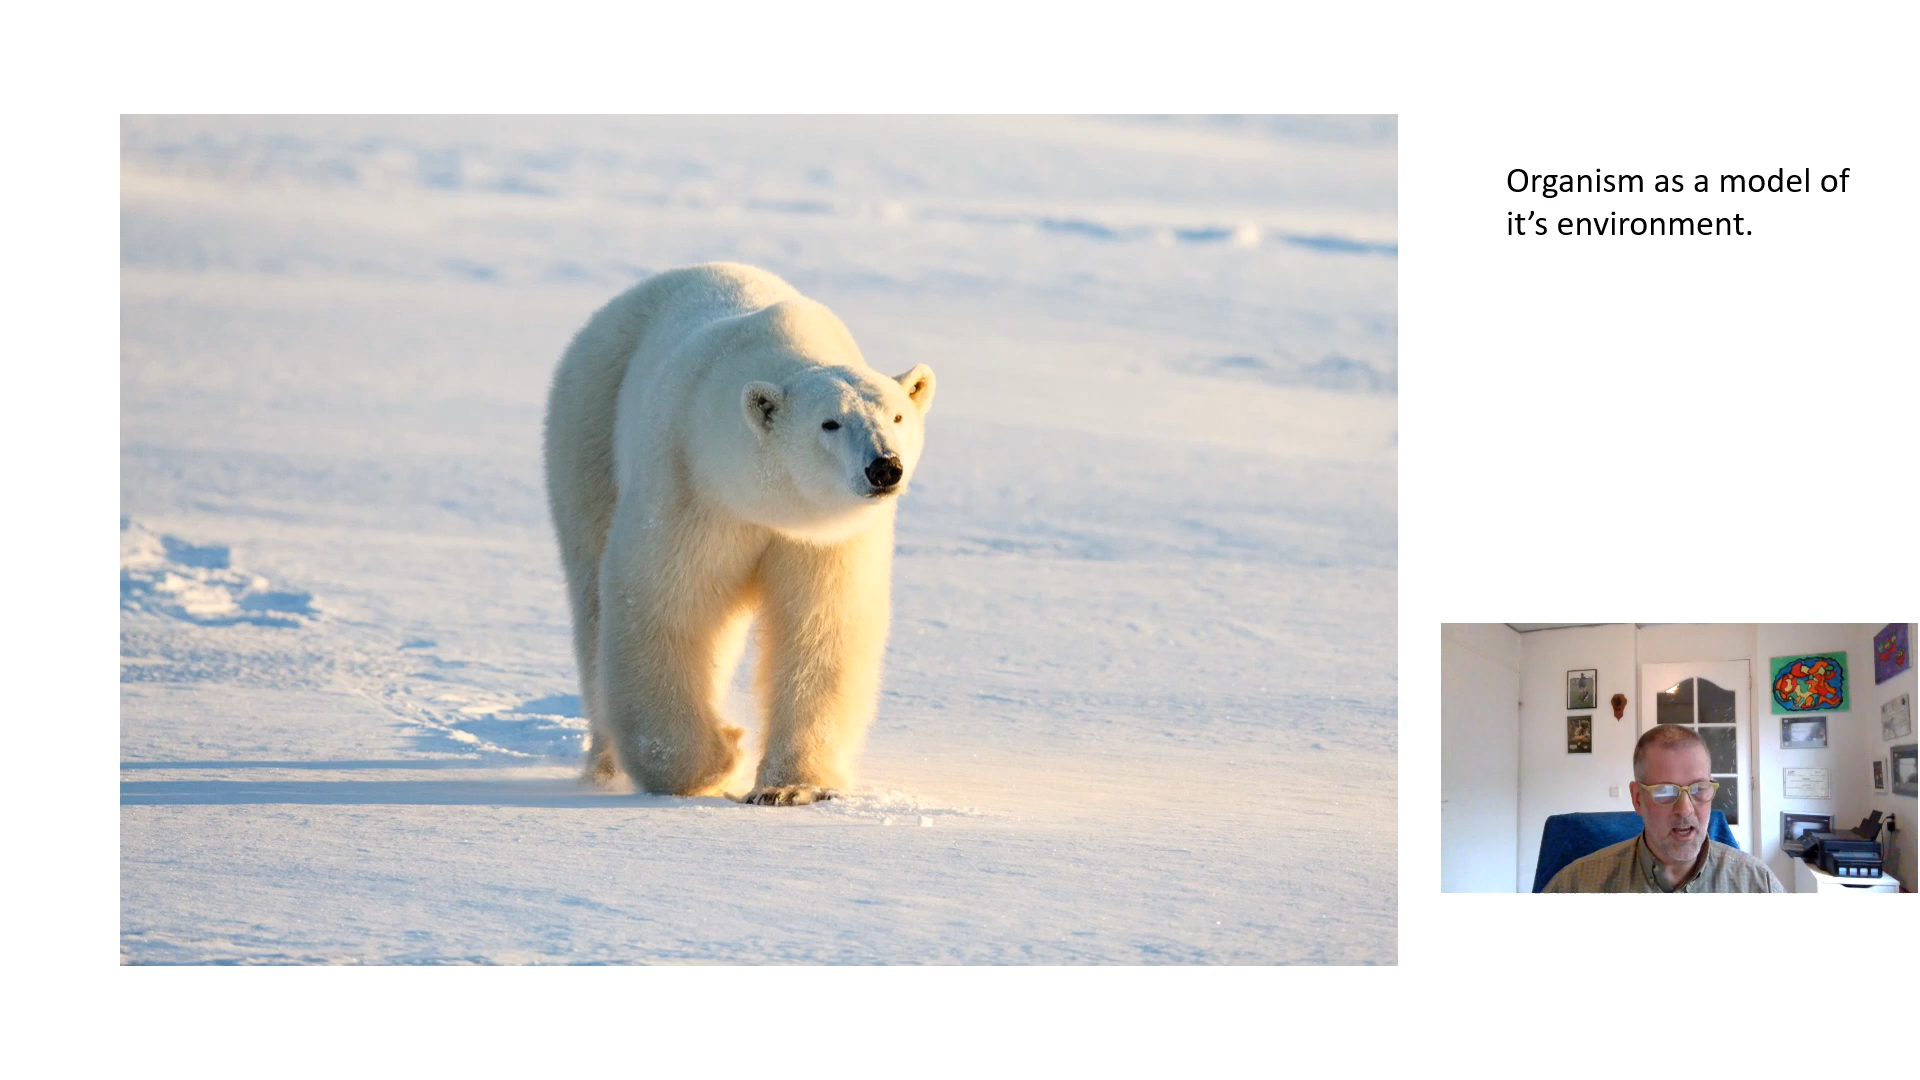 Organism as a model of
it’s environment.